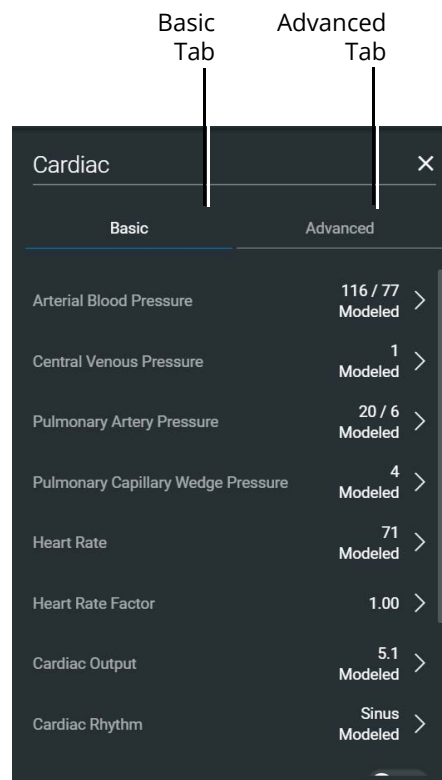 Basic Tab
Advanced Tab
Cardiac
Basic
Advanced
Arterial Blood Pressure
116 / 77
Modeled
Central Venous Pressure
1
Modeled
Pulmonary Artery Pressure
20 / 6
Modeled
Pulmonary Capillary Wedge Pressure
4
Modeled
Heart Rate
71
Modeled
Heart Rate Factor
1.00
Cardiac Output
5.1
Modeled
Cardiac Rhythm
Sinus
Modeled